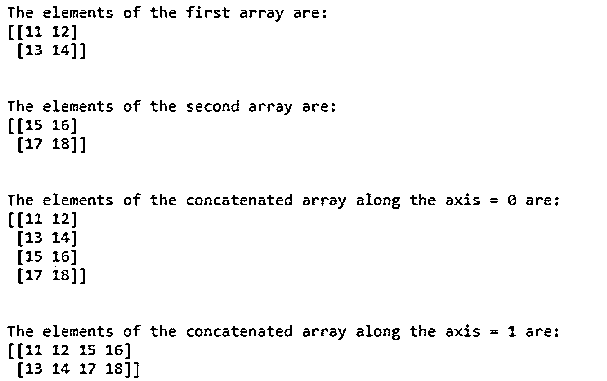 The elements of the first array are:
[[11 12]
 [13 14]]
The elements of the second array are:
[[15 16]
 [17 18]]
The elements of the concatenated array along the axis = 0 are:
[[11 12]
 [13 14]
 [15 16]
 [17 18]]
The elements of the concatenated array along the axis = 1 are:
[[11 12 15 16]
 [13 14 17 18]]